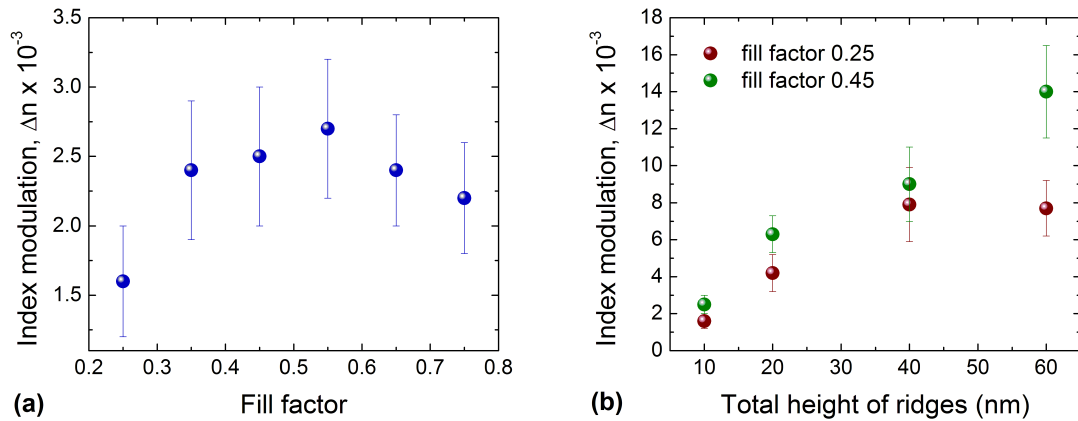 3.5
3.0
2.5
2.0
1.5
0.2 0.3 0.4 0.5 0.6 0.7 0.8
Index modulation, Δn x 10⁻³
Fill factor
(a)
18
16
14
12
10
8
6
4
2
0
10 20 30 40 50 60
Index modulation, Δn x 10⁻³
fill factor 0.25
fill factor 0.45
Total height of ridges (nm)
(b)